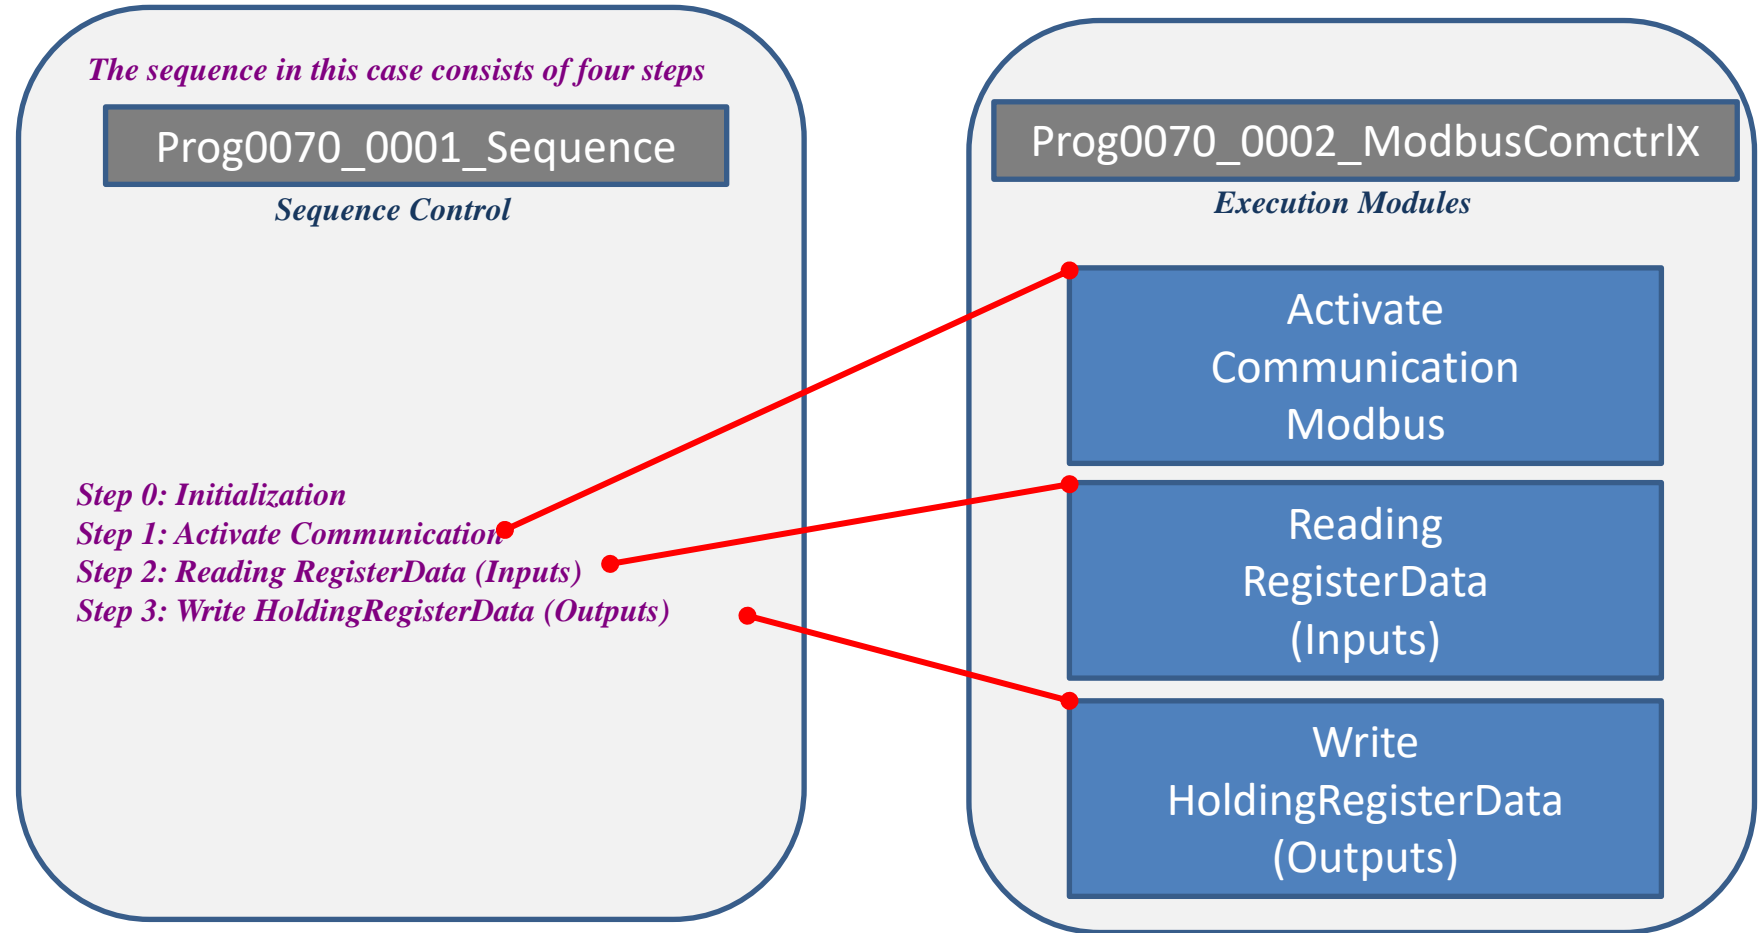 The sequence in this case consists of four steps
Prog0070_0001_Sequence
Sequence Control
Step 0: Initialization
Step 1: Activate Communication
Step 2: Reading RegisterData (Inputs)
Step 3: Write HoldingRegisterData (Outputs)
Prog0070_0002_ModbusComctrlX
Execution Modules
Activate
Communication
Modbus
Reading
RegisterData
(Inputs)
Write
HoldingRegisterData
(Outputs)